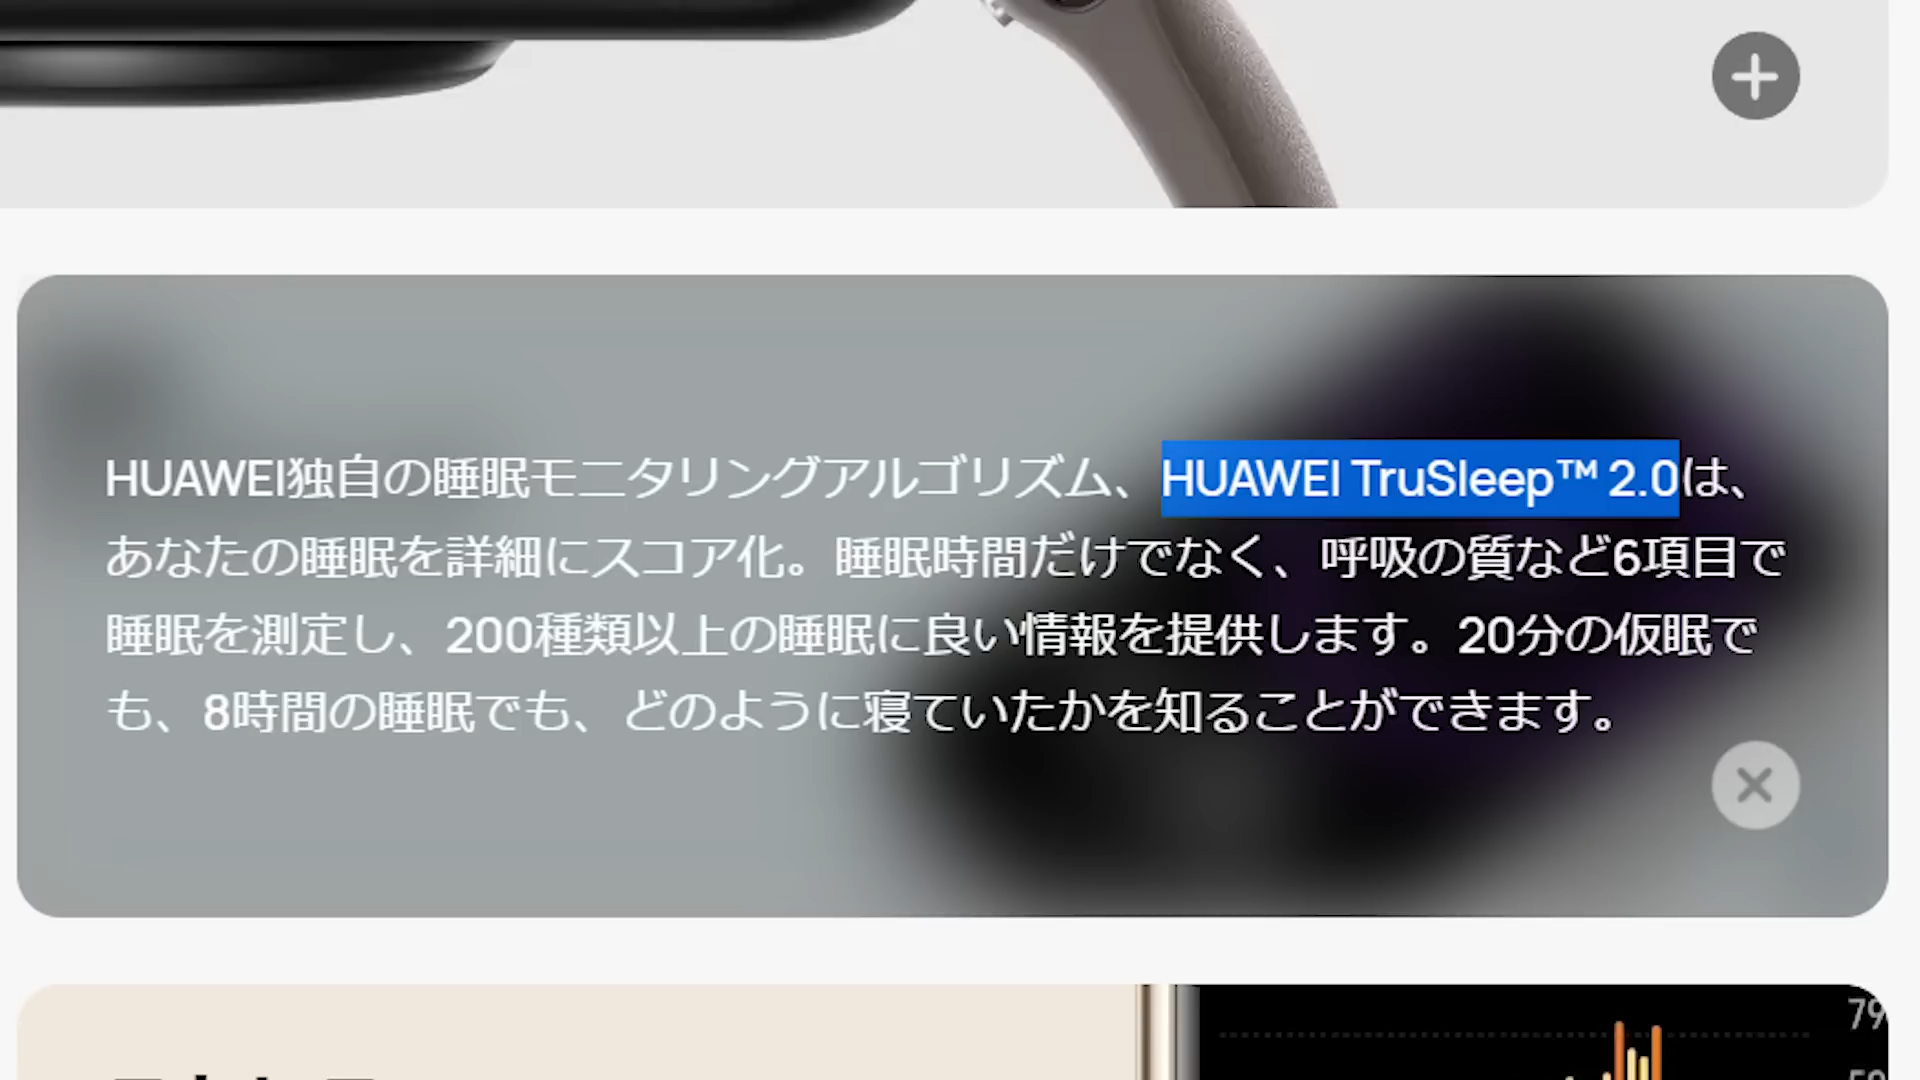 HUAWEI独自の睡眠モニタリングアルゴリズム、HUAWEI TruSleep™ 2.0は、
あなたの睡眠を詳細にスコア化。睡眠時間だけでなく、呼吸の質など6項目で
睡眠を測定し、200種類以上の睡眠に良い情報を提供します。20分の仮眠で
も、8時間の睡眠でも、どのように寝ていたかを知ることができます。
79